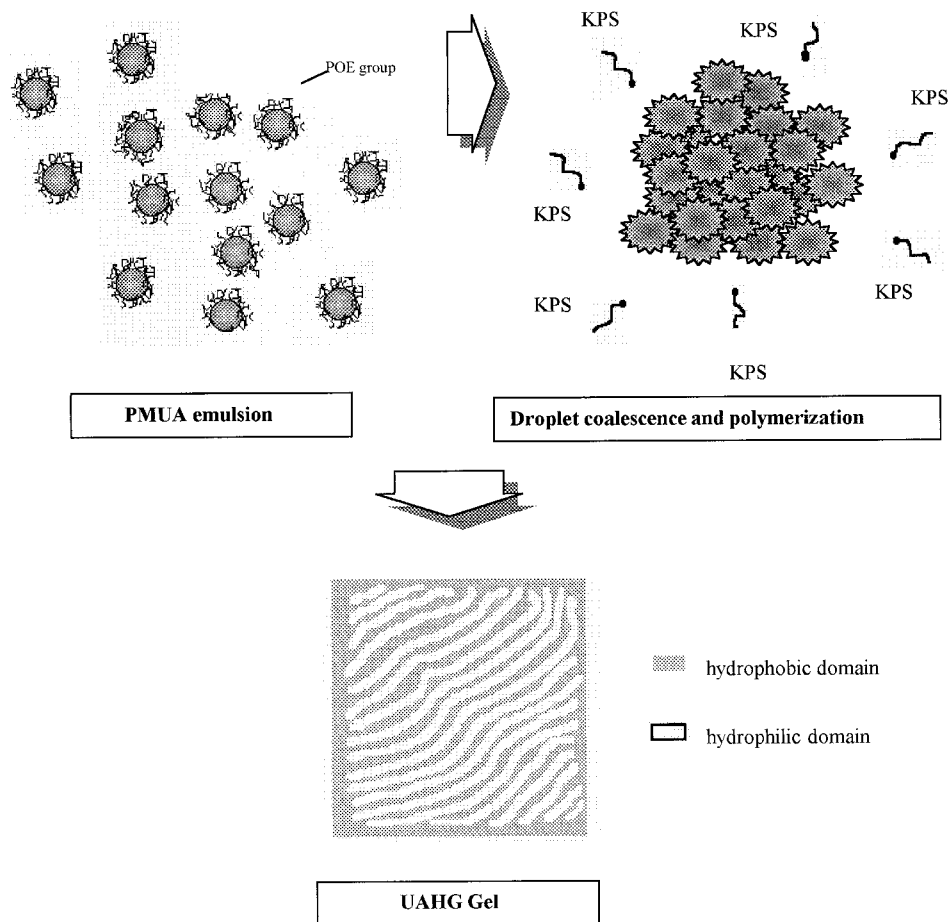 POE group
KPS
KPS
KPS
KPS
KPS
KPS
KPS
PMUA emulsion
Droplet coalescence and polymerization
hydrophobic domain
hydrophilic domain
UAHG Gel